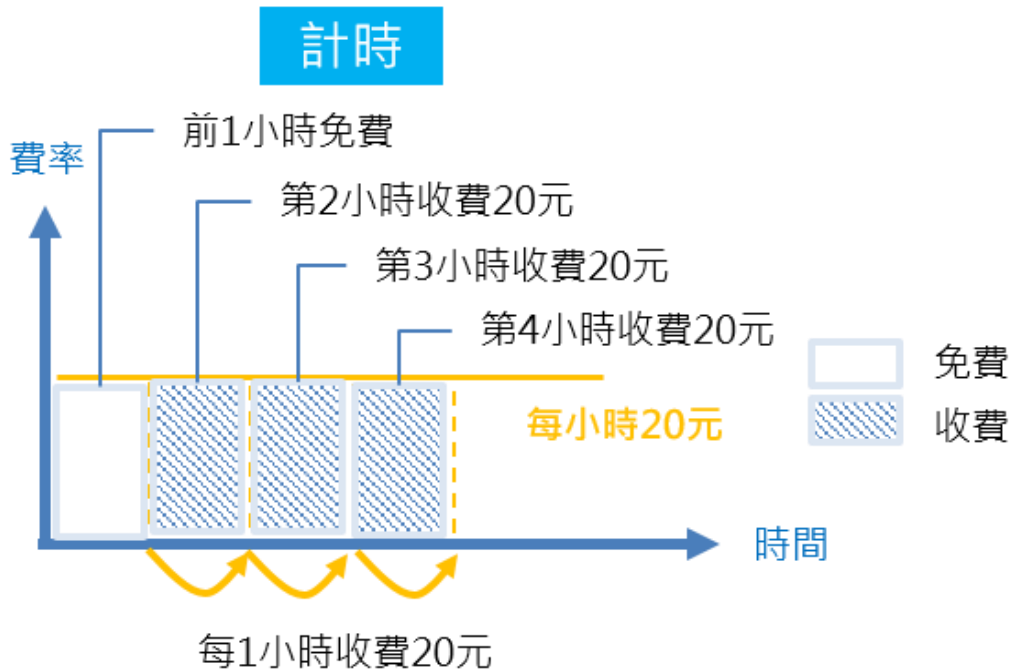 計時
前1小時免費
費率
第2小時收費20元
第3小時收費20元
第4小時收費20元
免費
每小時20元
收費
時間
每1小時收費20元